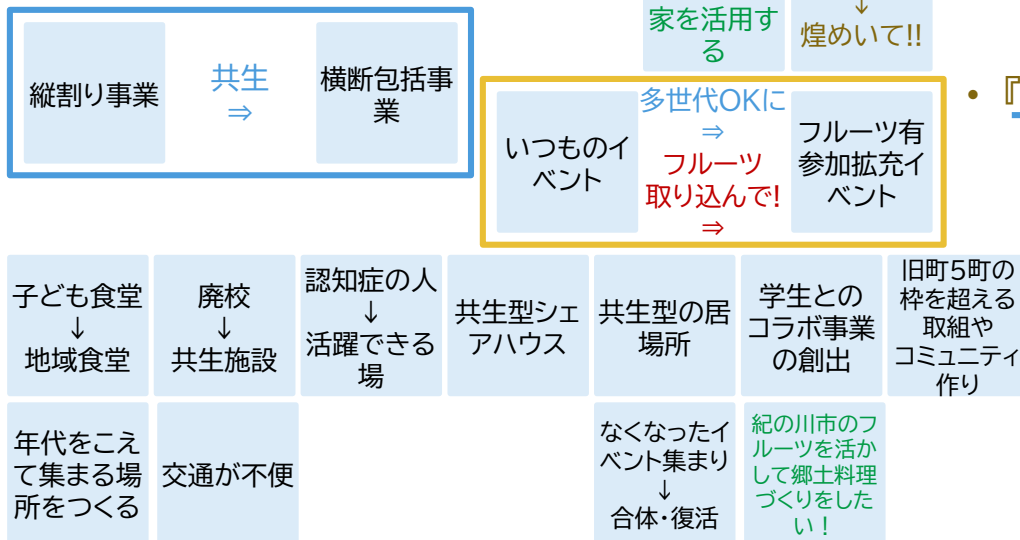 家を活用す
る
↓
煌めいて!!
縦割り事業
共生
⇒
横断包括事
業
•『
いつものイ
ベント
多世代OKに
⇒
フルーツ
取り込んで!
⇒
フルーツ有
参加拡充イ
ベント
子ども食堂
↓
地域食堂
廃校
↓
共生施設
認知症の人
↓
活躍できる
場
共生型シェ
アハウス
共生型の居
場所
学生との
コラボ事業
の創出
旧町5町の
枠を超える
取組や
コミュニティ
作り
年代をこえ
て集まる場
所をつくる
交通が不便
なくなったイ
ベント集まり
↓
合体・復活
紀の川市のフ
ルーツを活か
して郷土料理
づくりをした
い！